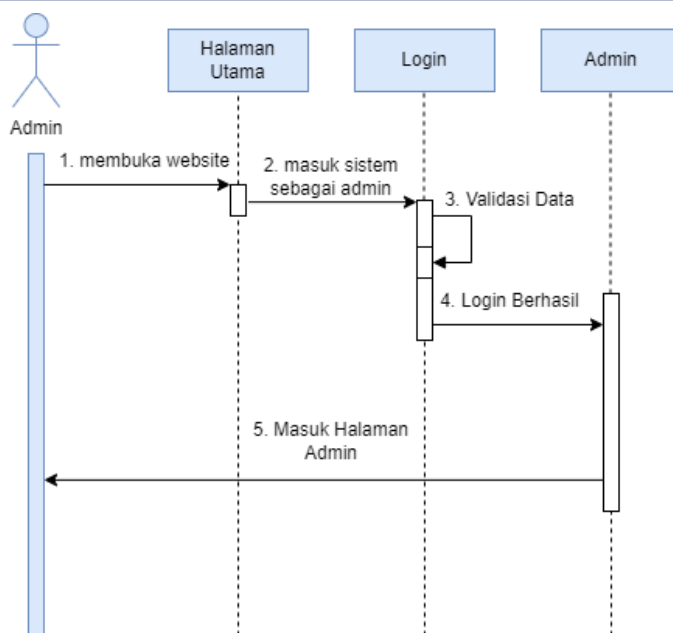 Halaman
Utama
Login
Admin
Admin
1. membuka website
2. masuk sistem
sebagai admin
3. Validasi Data
4. Login Berhasil
5. Masuk Halaman
Admin